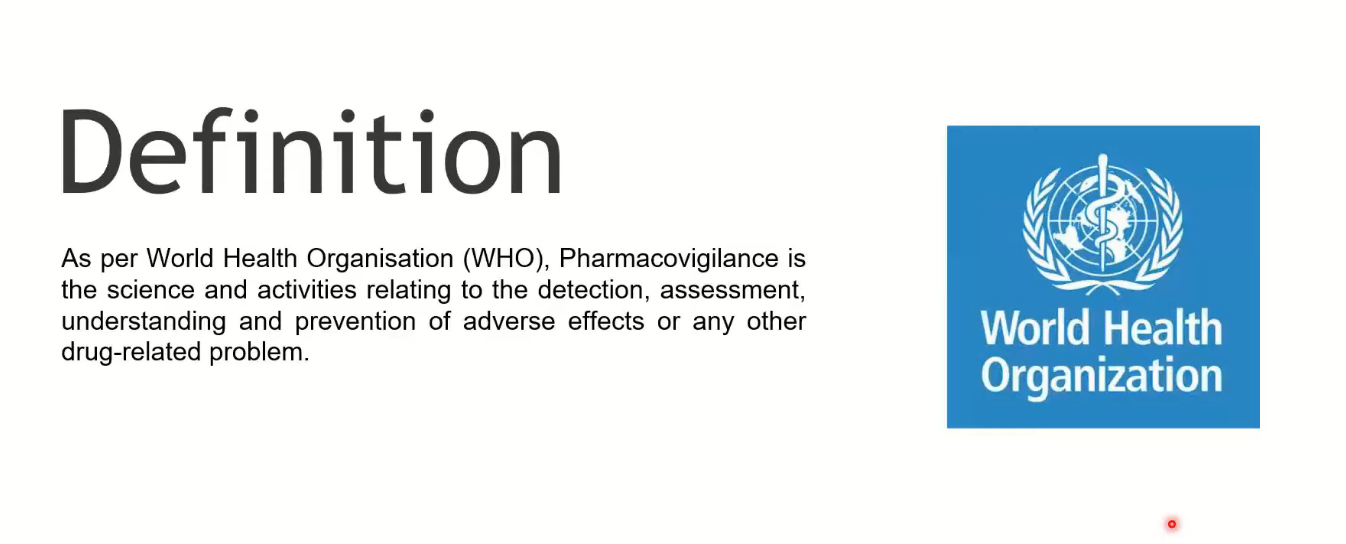 Definition
As per World Health Organisation (WHO), Pharmacovigilance is
the science and activities relating to the detection, assessment,
understanding and prevention of adverse effects or any other
drug-related problem.
World Health
Organization